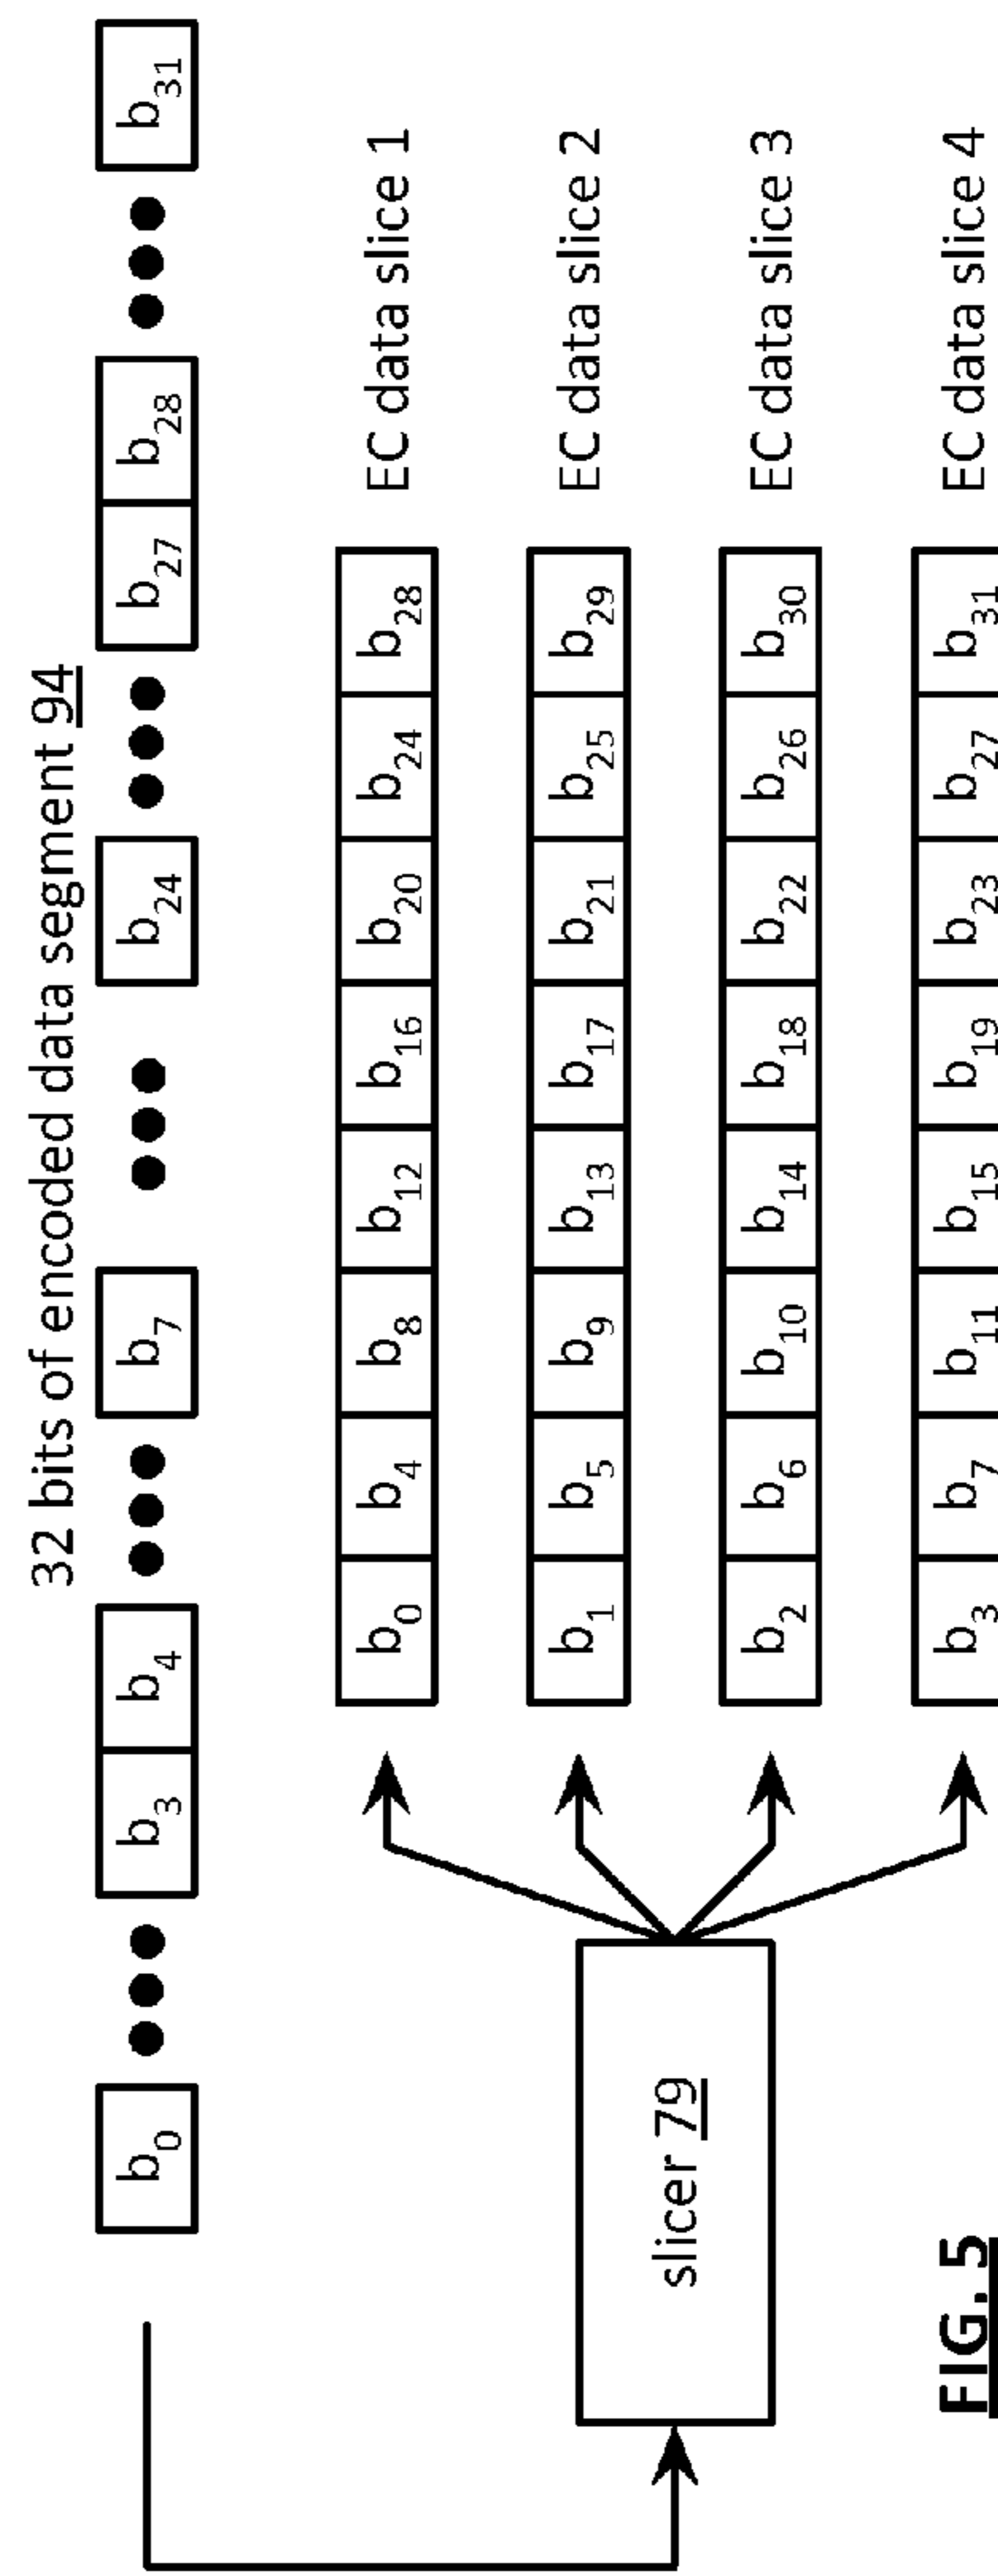 32 bits of encoded data segment 94
b0 ●●● b3 b4 ●●● b7 ●●● b24 ●●● b27 b28 ●●● b31
b0 b4 b8 b12 b16 b20 b24 b28 EC data slice 1
b1 b5 b9 b13 b17 b21 b25 b29 EC data slice 2
slicer 79
b2 b6 b10 b14 b18 b22 b26 b30 EC data slice 3
b3 b7 b11 b15 b19 b23 b27 b31 EC data slice 4
FIG. 5